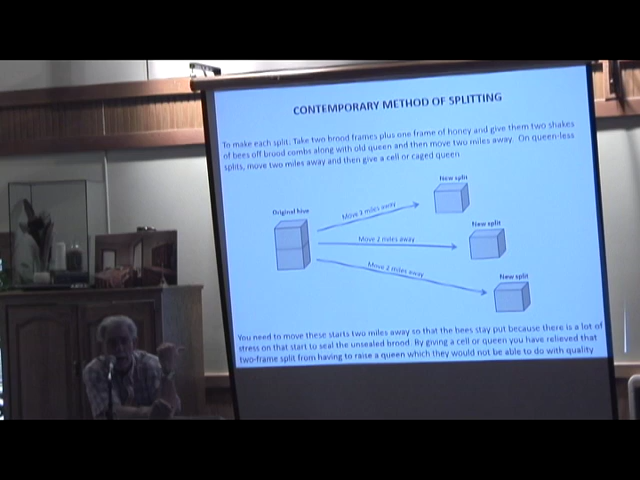 CONTEMPORARY METHOD OF SPLITTING
To make each split: Take two brood frames plus one frame of honey and give them two shakes
of bees off brood combs along with old queen and then move two miles away. On queen-less
splits, move two miles away and then give a cell or caged queen
New split
Original hive
Move 3 miles away
New split
Move 2 miles away
Move 2 miles away
New split
You need to move these starts two miles away so that the bees stay put because there is a lot of
stress on that start to seal the unsealed brood. By giving a cell or queen you have relieved that
two-frame split from having to raise a queen which they would not be able to do with quality